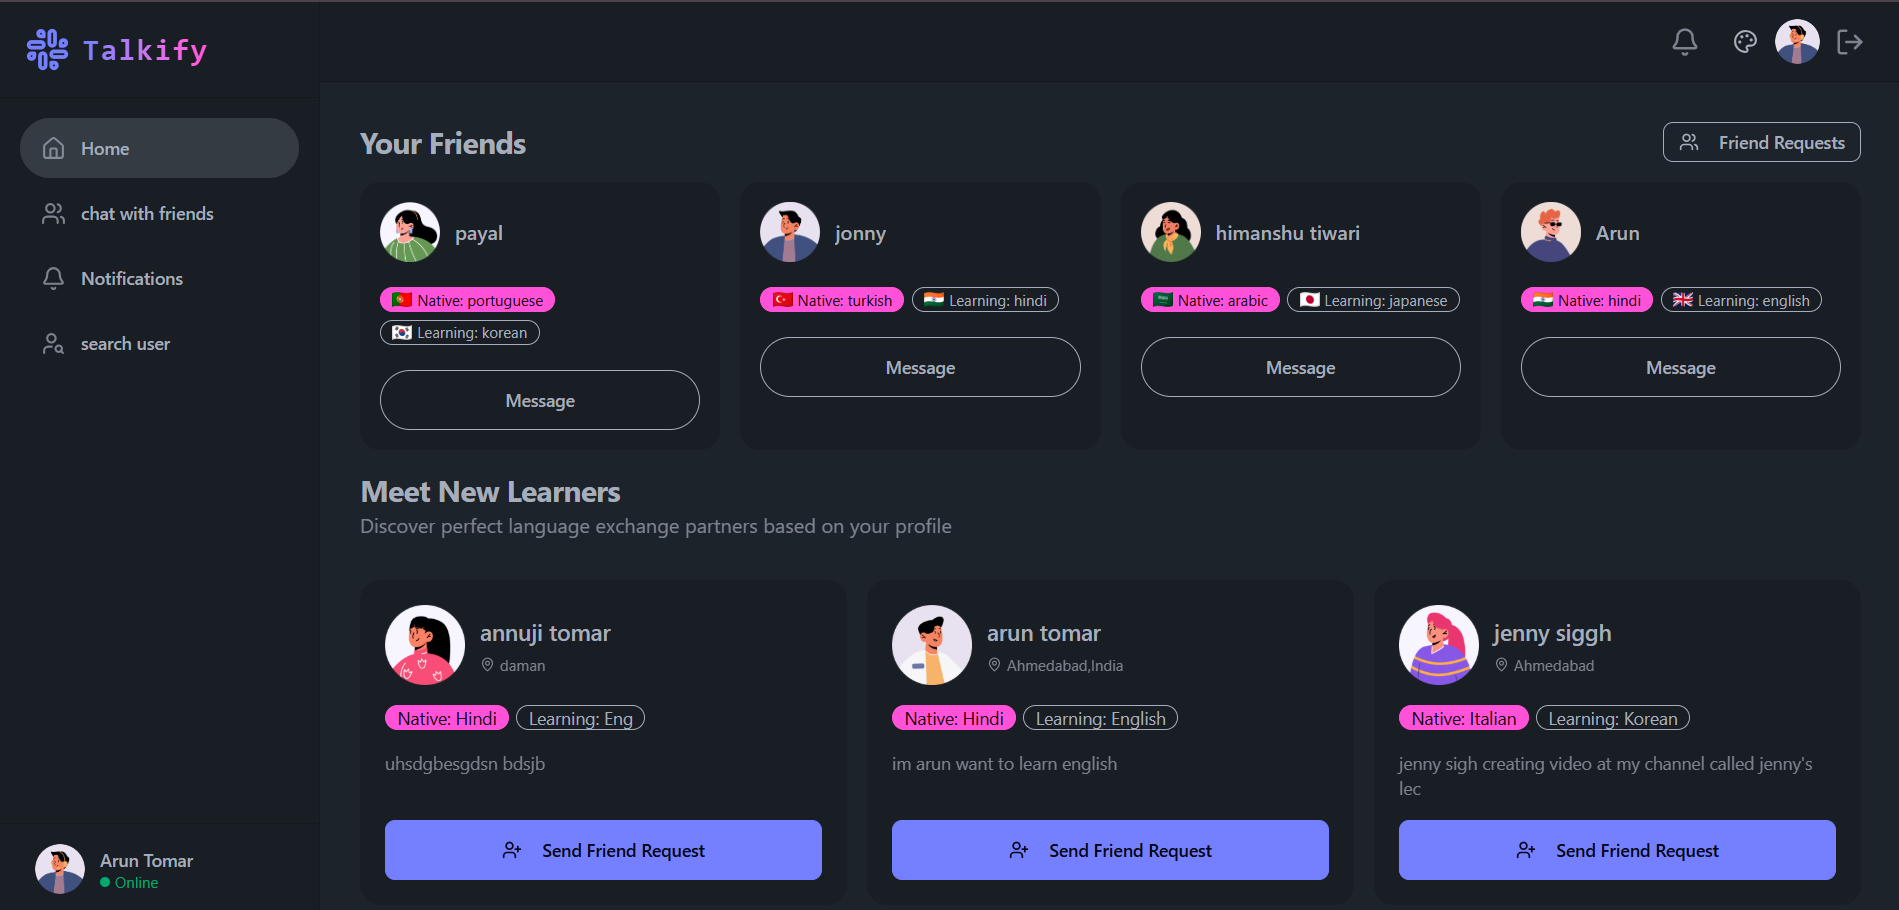 Talkify
Home
chat with friends
Notifications
search user
Arun Tomar
Online
Your Friends
Friend Requests
payal
Native: portuguese
Learning: korean
Message
jonny
Native: turkish
Learning: hindi
Message
himanshu tiwari
Native: arabic
Learning: japanese
Message
Arun
Native: hindi
Learning: english
Message
Meet New Learners
Discover perfect language exchange partners based on your profile
annuji tomar
daman
Native: Hindi
Learning: Eng
uhsdgbesgdsn bdsjb
Send Friend Request
arun tomar
Ahmedabad,India
Native: Hindi
Learning: English
im arun want to learn english
Send Friend Request
jenny siggh
Ahmedabad
Native: Italian
Learning: Korean
jenny sigh creating video at my channel called jenny's
lec
Send Friend Request